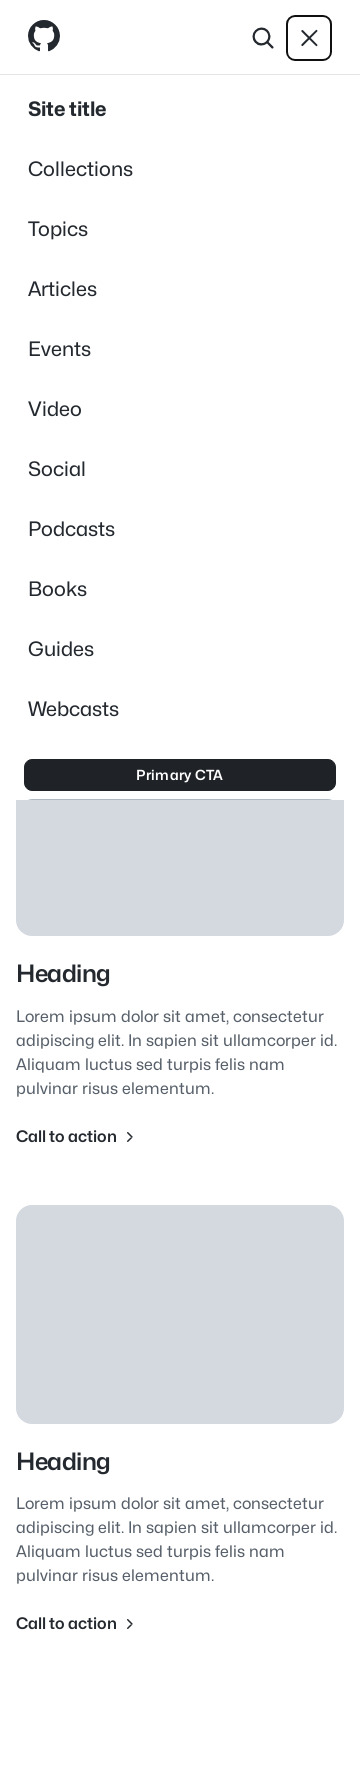 Site title
Collections
Topics
Articles
Events
Video
Social
Podcasts
Books
Guides
Webcasts
Primary CTA
Heading
Lorem ipsum dolor sit amet, consectetur
adipiscing elit. In sapien sit ullamcorper id.
Aliquam luctus sed turpis felis nam
pulvinar risus elementum.
Call to action
Heading
Lorem ipsum dolor sit amet, consectetur
adipiscing elit. In sapien sit ullamcorper id.
Aliquam luctus sed turpis felis nam
pulvinar risus elementum.
Call to action